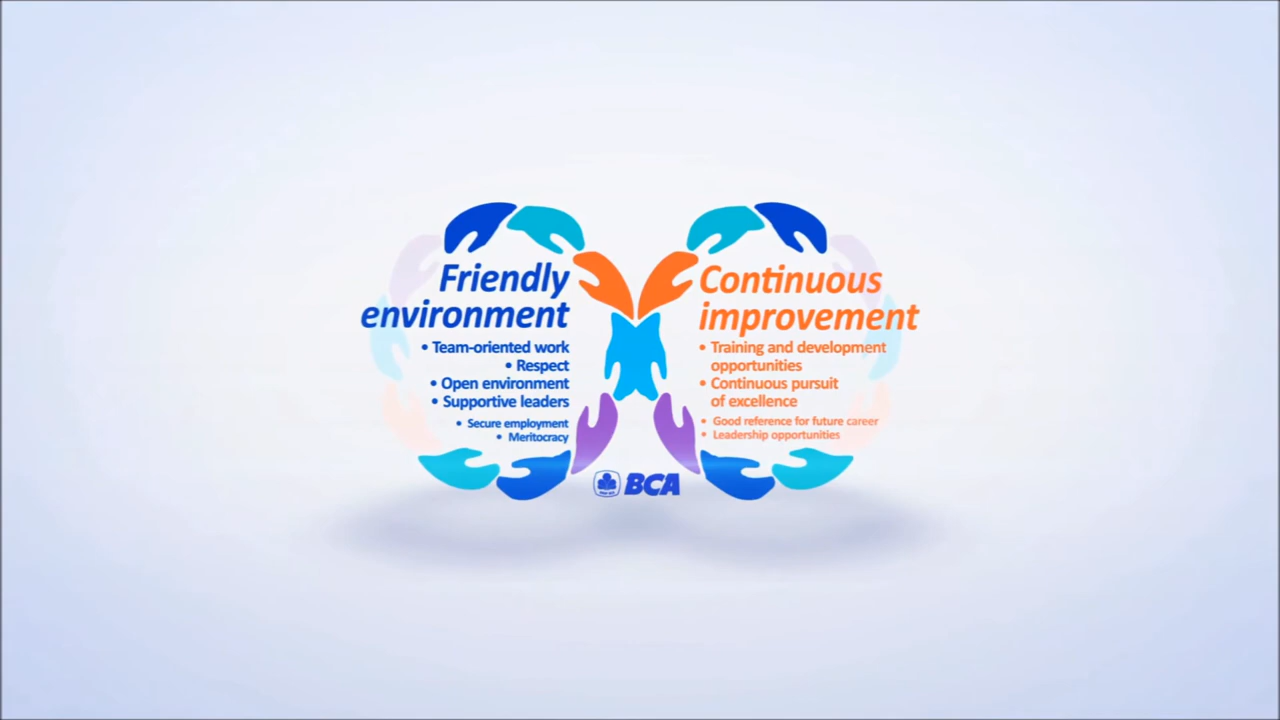 Friendly
environment
• Team-oriented work
• Respect
• Open environment
• Supportive leaders
• Secure employment
• Meritocracy
Continuous
improvement
• Training and development
opportunities
• Continuous pursuit
of excellence
• Good reference for future career
• Leadership opportunities
BCA